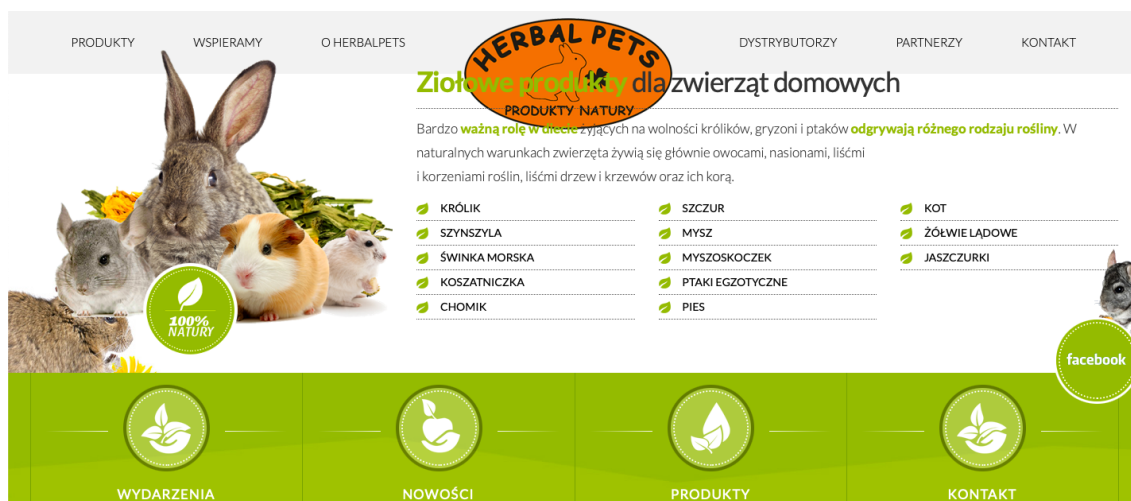 PRODUKTY WSPIERAMY O HERBALPETS
HERBAL PETS
PRODUKTY NATURY
DYSTRYBUTORZY PARTNERZY KONTAKT
Ziołowe produkty dla zwierząt domowych
Bardzo ważną rolę w diecie żyjących na wolności królików, gryzoni i ptaków odgrywają różnego rodzaju rośliny. W
naturalnych warunkach zwierzęta żywią się głównie owocami, nasionami, liśćmi
i korzeniami roślin, liśćmi drzew i krzewów oraz ich korą.
KRÓLIK
SZYNSZYLA
ŚWINKA MORSKA
KOSZATNICZKA
CHOMIK
SZCZUR
MYSZ
MYSZOSKOCZEK
PTAKI EGZOTYCZNE
PIES
KOT
ŻÓŁWIE LĄDOWE
JASZCZURKI
100%
NATURY
facebook
WYDARZENIA
NOWOŚCI
PRODUKTY
KONTAKT